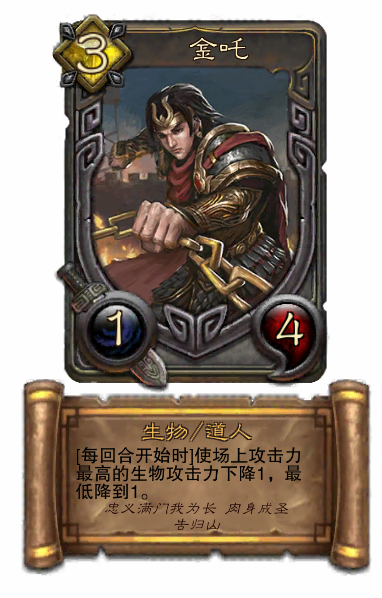 3
金吒
1
4
生物/道人
[每回合开始时]使场上攻击力
最高的生物攻击力下降1，最
低降到1。
忠义满门我为长 肉身成圣
告归山